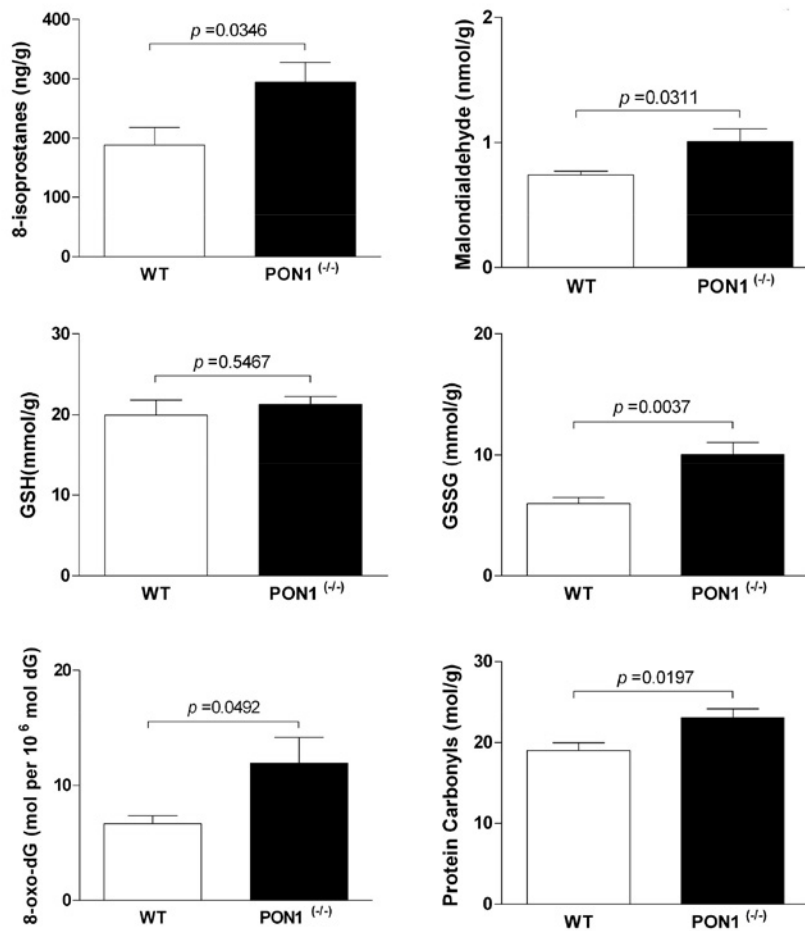 8-isoprostanes (ng/g)
400
300
200
100
0
p =0.0346
WT
PON1 (-/-)
Malondialdehyde (nmol/g)
2
1
0
p =0.0311
WT
PON1 (-/-)
GSH(mmol/g)
30
20
10
0
p =0.5467
WT
PON1 (-/-)
GSSG (mmol/g)
20
10
0
p =0.0037
WT
PON1 (-/-)
8-oxo-dG (mol per 10 6 mol dG)
20
10
0
p =0.0492
WT
PON1 (-/-)
Protein Carbonyls (mol/g)
30
20
10
0
p =0.0197
WT
PON1 (-/-)